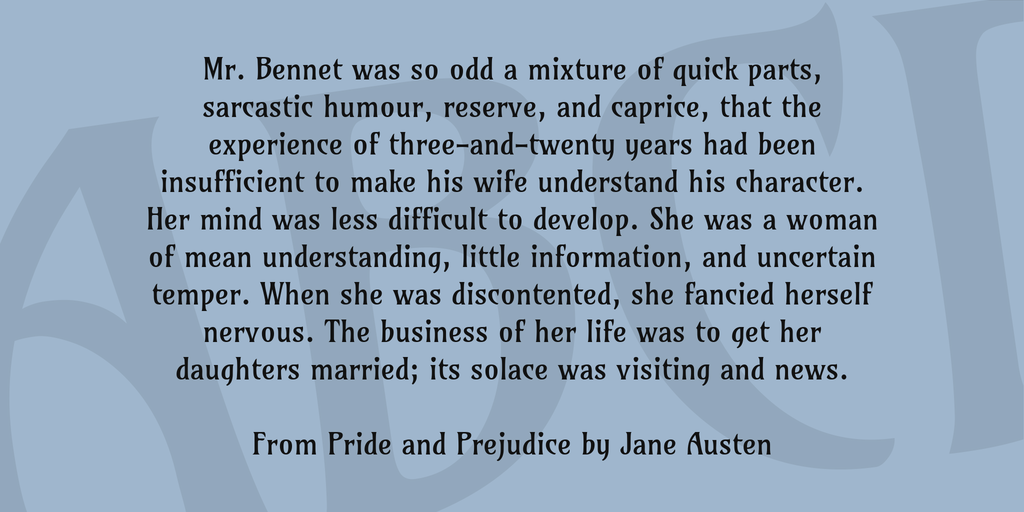 Mr. Bennet was so odd a mixture of quick parts,
sarcastic humour, reserve, and caprice, that the
experience of three-and-twenty years had been
insufficient to make his wife understand his character.
Her mind was less difficult to develop. She was a woman
of mean understanding, little information, and uncertain
temper. When she was discontented, she fancied herself
nervous. The business of her life was to get her
daughters married; its solace was visiting and news.
From Pride and Prejudice by Jane Austen
ABCD